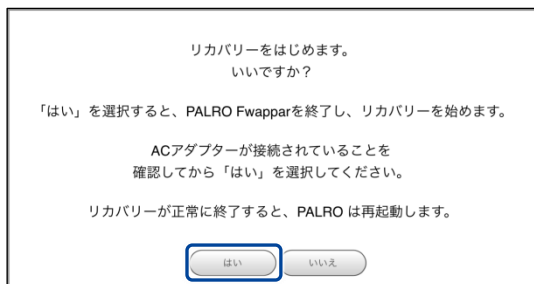 リカバリーをはじめます。
いいですか？
「はい」を選択すると、PALRO Fwapparを終了し、リカバリーを始めます。
ACアダプターが接続されていることを
確認してから「はい」を選択してください。
リカバリーが正常に終了すると、PALRO は再起動します。
はい
いいえ